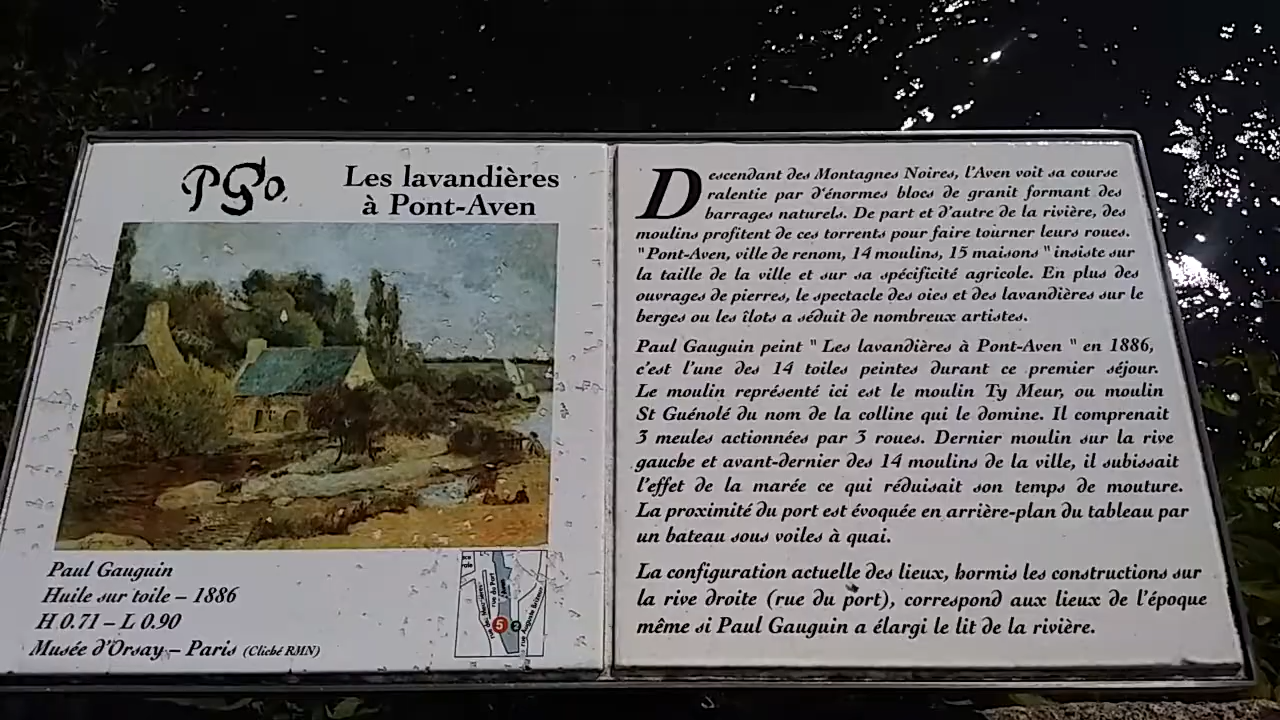 PGo.
Les lavandières
à Pont-Aven
Paul Gauguin
Huile sur toile – 1886
H 0.71 – L 0.90
Musée d'Orsay – Paris (Cliché RMN)
rue du Port
l'Aven
5
Descendant des Montagnes Noires, l'Aven voit sa course
ralentie par d'énormes blocs de granit formant des
barrages naturels. De part et d'autre de la rivière, des
moulins profitent de ces torrents pour faire tourner leurs roues.
"Pont-Aven, ville de renom, 14 moulins, 15 maisons " insiste sur
la taille de la ville et sur sa spécificité agricole. En plus des
ouvrages de pierres, le spectacle des oies et des lavandières sur le
berges ou les îlots a séduit de nombreux artistes.
Paul Gauguin peint " Les lavandières à Pont-Aven " en 1886,
c'est l'une des 14 toiles peintes durant ce premier séjour.
Le moulin représenté ici est le moulin Ty Meur, ou moulin
St Guénolé du nom de la colline qui le domine. Il comprenait
3 meules actionnées par 3 roues. Dernier moulin sur la rive
gauche et avant-dernier des 14 moulins de la ville, il subissait
l'effet de la marée ce qui réduisait son temps de mouture.
La proximité du port est évoquée en arrière-plan du tableau par
un bateau sous voiles à quai.
La configuration actuelle des lieux, hormis les constructions sur
la rive droite (rue du port), correspond aux lieux de l'époque
même si Paul Gauguin a élargi le lit de la rivière.